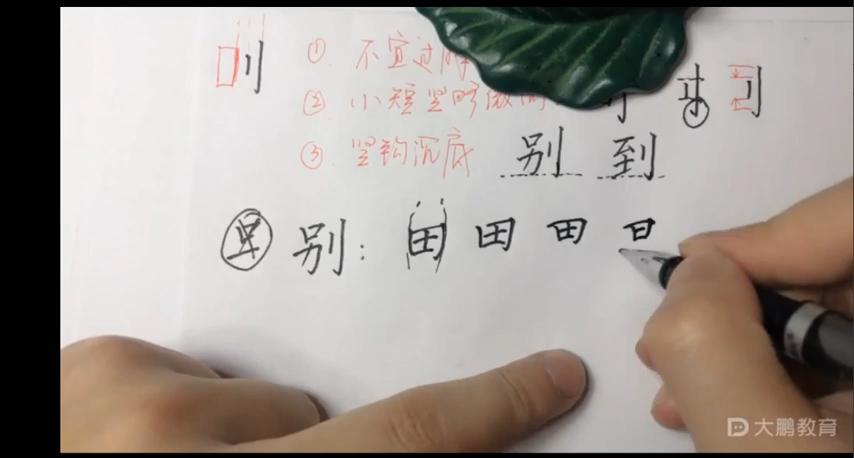 刂 ① 不宜过
② 小短竖略微
③ 竖钩沉底 别 到
别: 田 田 田 日
大鹏教育